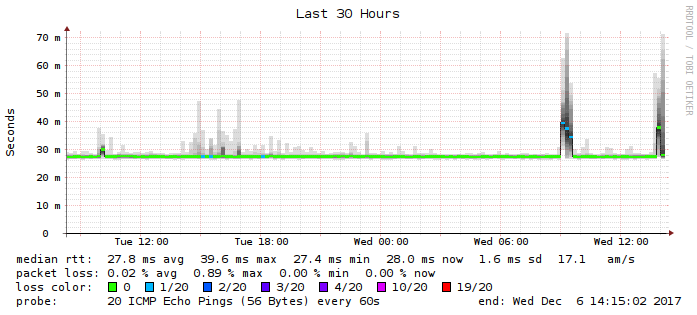 Last 30 Hours
RRDTOOL / TOBI OETIKER
Seconds
70 m
60 m
50 m
40 m
30 m
20 m
10 m
0
Tue 12:00 Tue 18:00 Wed 00:00 Wed 06:00 Wed 12:00
median rtt: 27.8 ms avg 39.6 ms max 27.4 ms min 28.0 ms now 1.6 ms sd 17.1 am/s
packet loss: 0.02 % avg 0.89 % max 0.00 % min 0.00 % now
loss color: 0 1/20 2/20 3/20 4/20 10/20 19/20
probe: 20 ICMP Echo Pings (56 Bytes) every 60s end: Wed Dec 6 14:15:02 2017